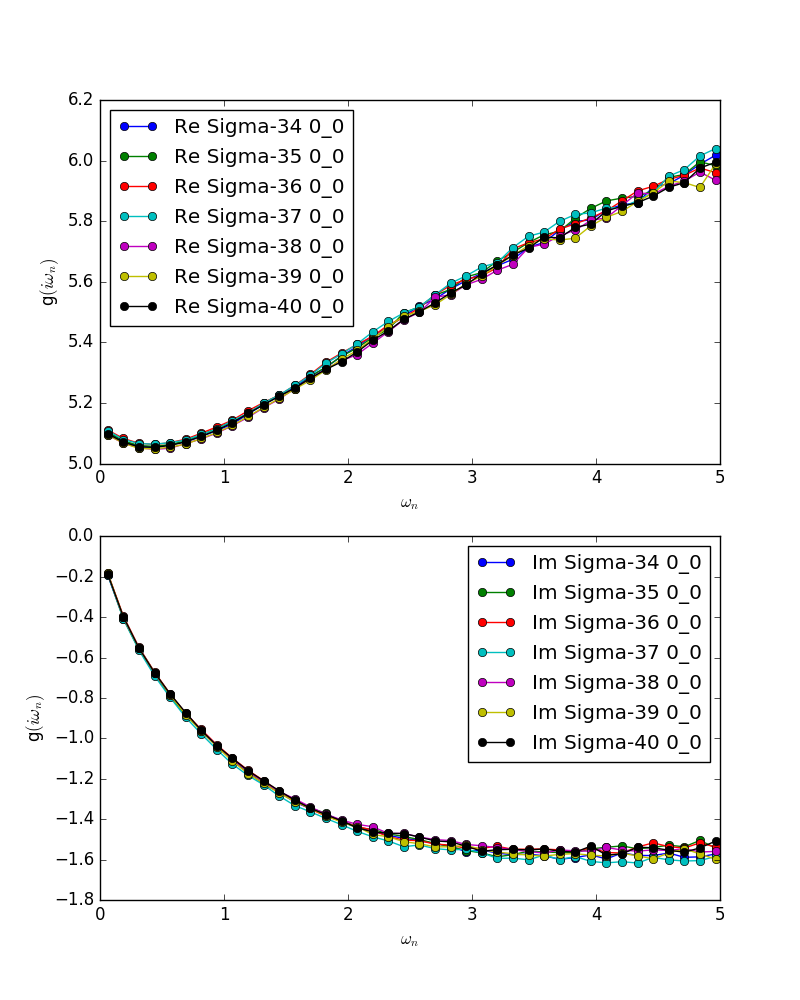 6.2
6.0
5.8
5.6
5.4
5.2
5.0
g(iωₙ)
Re Sigma-34 0_0
Re Sigma-35 0_0
Re Sigma-36 0_0
Re Sigma-37 0_0
Re Sigma-38 0_0
Re Sigma-39 0_0
Re Sigma-40 0_0
0 1 2 3 4 5
ωₙ
0.0
−0.2
−0.4
−0.6
−0.8
−1.0
−1.2
−1.4
−1.6
−1.8
g(iωₙ)
Im Sigma-34 0_0
Im Sigma-35 0_0
Im Sigma-36 0_0
Im Sigma-37 0_0
Im Sigma-38 0_0
Im Sigma-39 0_0
Im Sigma-40 0_0
0 1 2 3 4 5
ωₙ